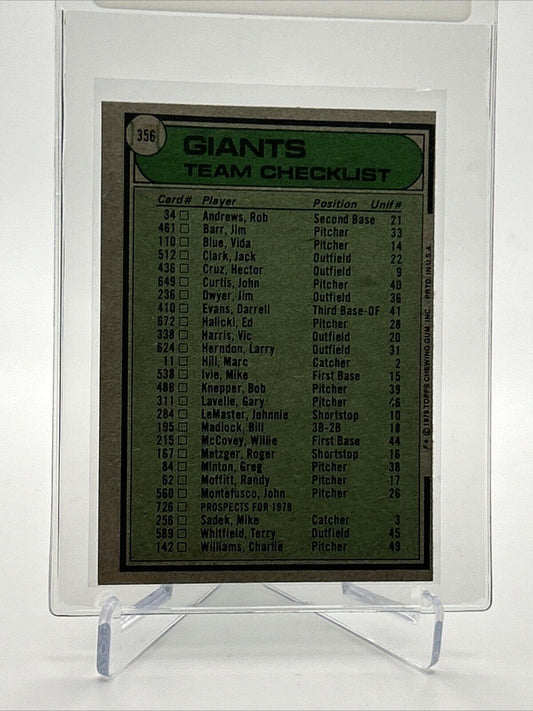 356
GIANTS
TEAM CHECKLIST
Card# Player Position Unif#
34 Andrews, Rob Second Base 21
461 Barr, Jim Pitcher 33
110 Blue, Vida Pitcher 14
512 Clark, Jack Outfield 22
436 Cruz, Hector Outfield 9
649 Curtis, John Pitcher 40
236 Dwyer, Jim Outfield 36
410 Evans, Darrell Third Base-OF 41
672 Halicki, Ed Pitcher 28
338 Harris, Vic Outfield 20
624 Herndon, Larry Outfield 31
11 Hill, Marc Catcher 2
538 Ivie, Mike First Base 15
486 Knepper, Bob Pitcher 39
311 Lavelle, Gary Pitcher 46
284 LeMaster, Johnnie Shortstop 10
195 Madlock, Bill 3B-2B 18
215 McCovey, Willie First Base 44
167 Metzger, Roger Shortstop 16
84 Minton, Greg Pitcher 38
62 Moffitt, Randy Pitcher 17
560 Montefusco, John Pitcher 26
726 PROSPECTS FOR 1979
256 Sadek, Mike Catcher 3
589 Whitfield, Terry Outfield 45
142 Williams, Charlie Pitcher 49
© 1979 TOPPS CHEWING GUM, INC. PRTD. IN U.S.A.